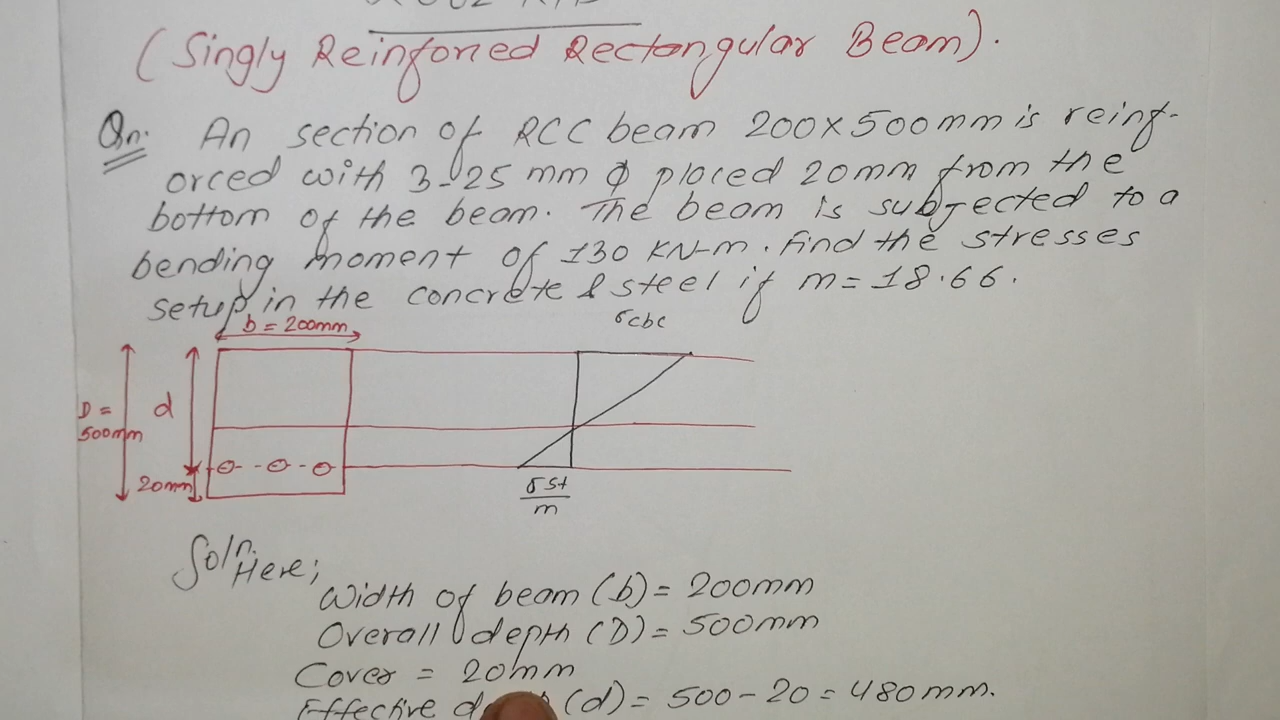 (Singly Reinforced Rectangular Beam).
Qn. An section of RCC beam 200x500mm is reinf-
orced with 3-25 mm ϕ placed 20mm from the
bottom of the beam. The beam is subjected to a
bending moment of 130 KN-m. Find the stresses
setup in the concrete & steel if m = 18.66.
b = 200mm
σcbc
D =
500mm
d
20mm
σst
m
Soln.
Here;
Width of beam (b) = 200mm
Overall depth (D) = 500mm
Cover = 20mm
Effective (d) = 500-20 = 480mm.